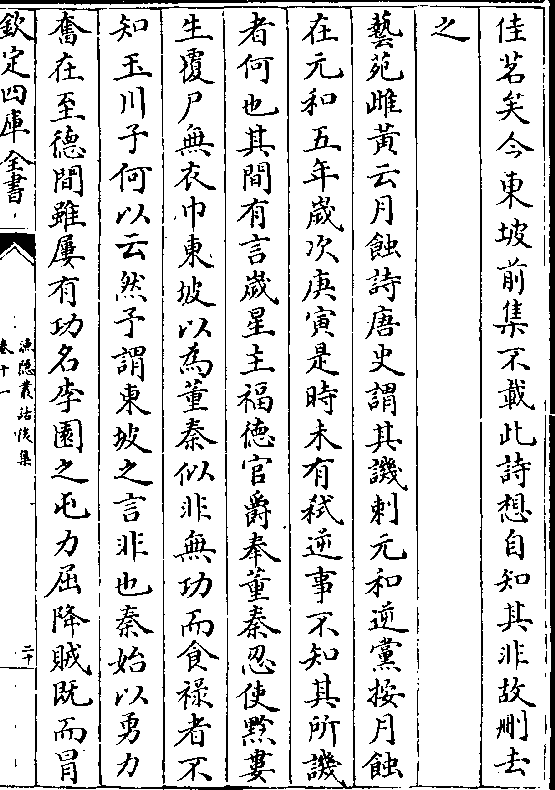 佳茗矣今東坡前集不載此詩想自知其非故刪去
之
藝苑雌黃云月蝕詩唐史謂其譏刺元和逆黨按月蝕
在元和五年歲次庚寅是時未有弑逆事不知其所譏
者何也其間有言歲星主福德官爵奉董秦忍使黔婁
生覆尸無衣巾東坡以為董秦似非無功而食禄者不
知玉川子何以云然予謂東坡之言非也秦始以勇力
奮在至德間雖屢有功名李園之屯力屈降賊既而冐
欽定四庫全書
漁隱叢話後集
卷十一
二十